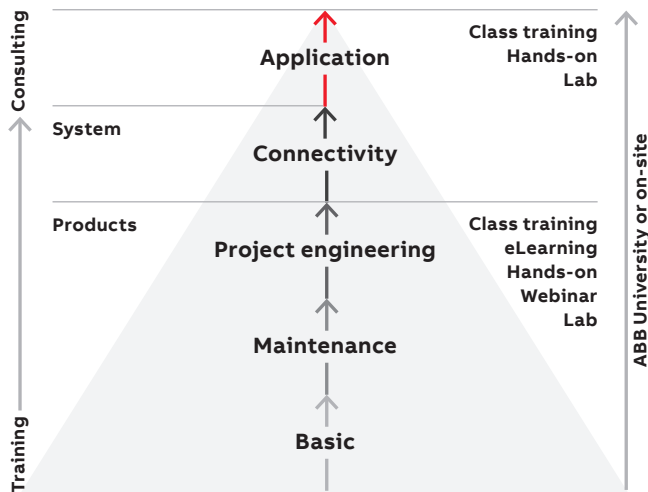 Consulting
Application
Class training
Hands-on
Lab
System
Connectivity
Products
Project engineering
Class training
eLearning
Hands-on
Webinar
Lab
Maintenance
Basic
Training
ABB University or on-site